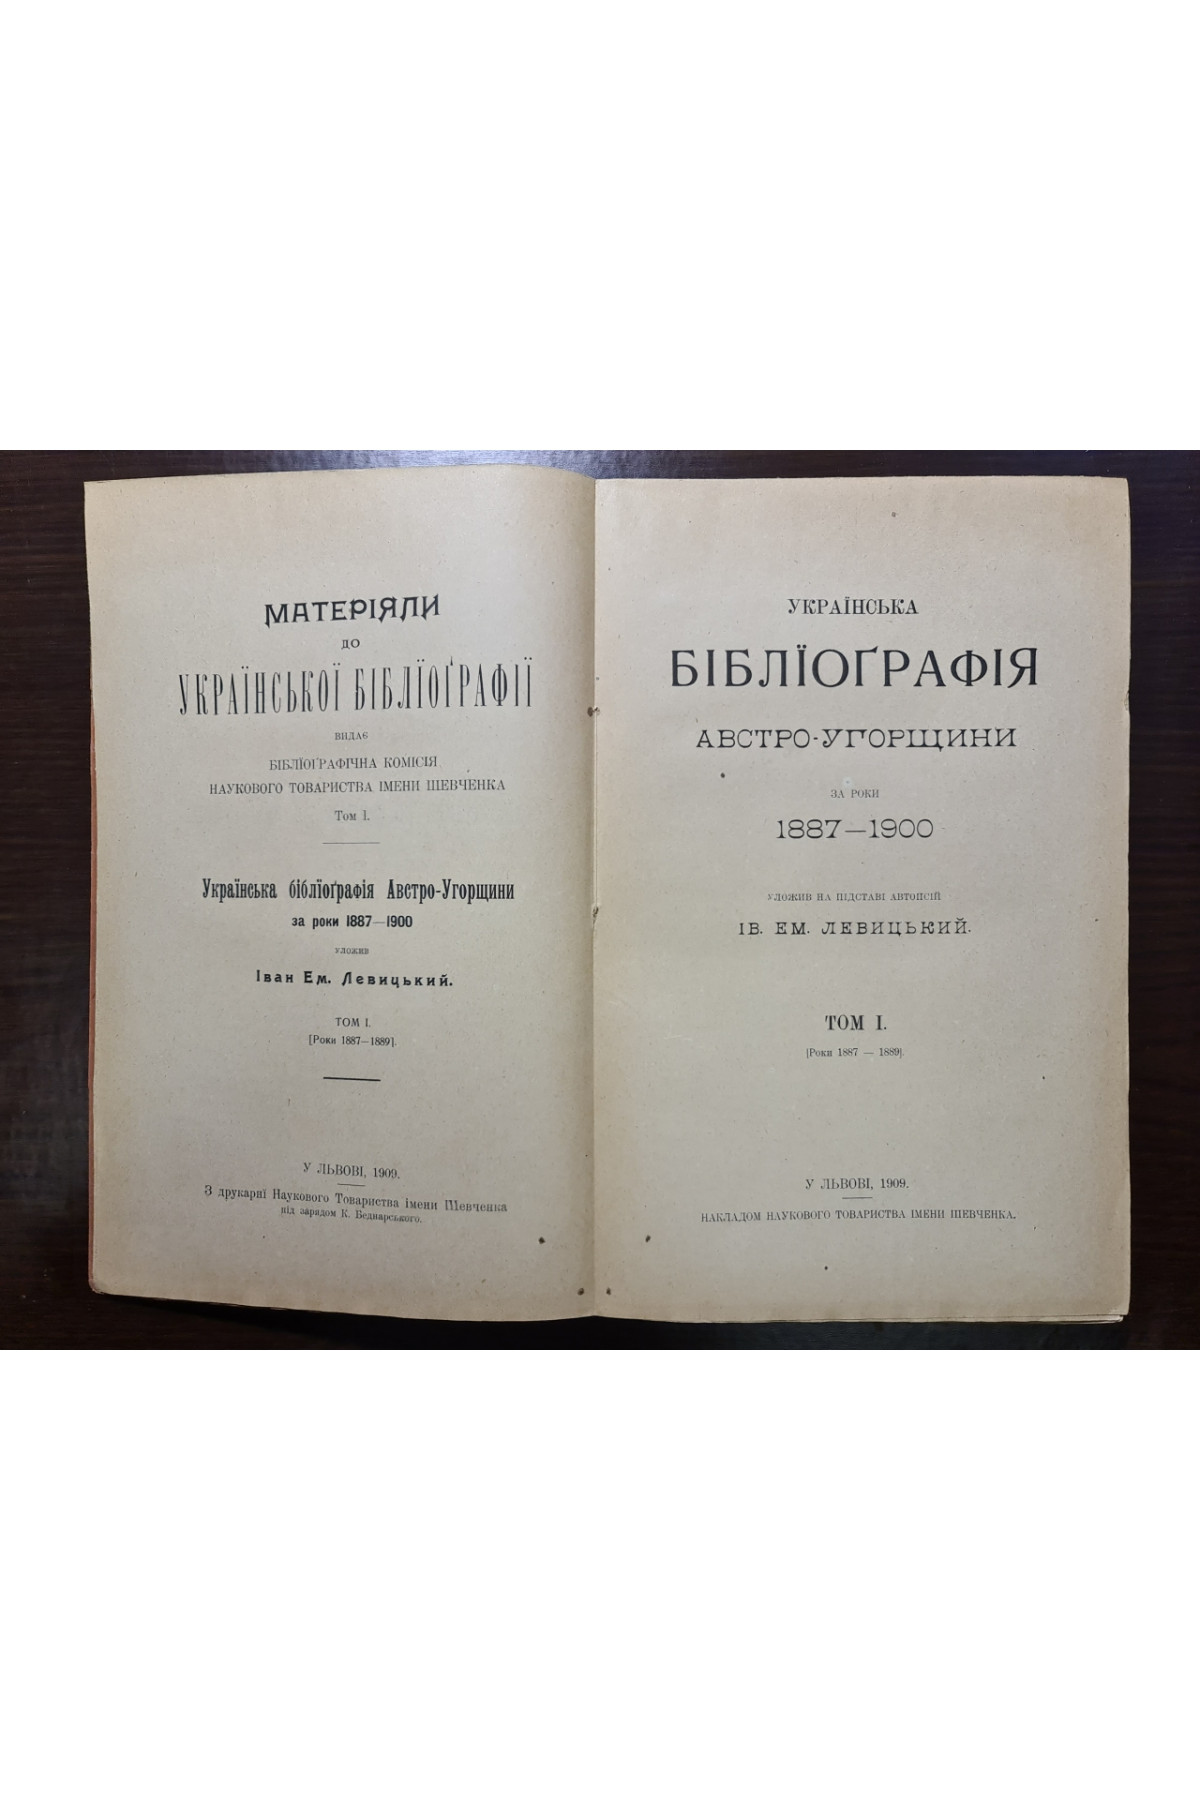 МАТЕРІЯЛИ
ДО
УКРАЇНСЬКОЇ БІБЛЇОҐРАФІЇ
ВИДАЄ
БІБЛЇОҐРАФІЧНА КОМІСІЯ
НАУКОВОГО ТОВАРИСТВА ІМЕНИ ШЕВЧЕНКА
Том I.
Українська бібліоґрафія Австро-Угорщини
за роки 1887—1900
УЛОЖИВ
Іван Ем. Левицький.
ТОМ I.
[Роки 1887—1889].
У ЛЬВОВІ, 1909.
З друкарні Наукового Товариства імени Шевченка
під зарядом К. Беднарського.
УКРАЇНСЬКА
БІБЛЇОҐРАФІЯ
АВСТРО-УГОРЩИНИ
ЗА РОКИ
1887—1900
УЛОЖИВ НА ПІДСТАВІ АВТОПСІЙ
ІВ. ЕМ. ЛЕВИЦЬКИЙ.
ТОМ I.
[Роки 1887 — 1889].
У ЛЬВОВІ, 1909.
НАКЛАДОМ НАУКОВОГО ТОВАРИСТВА ІМЕНИ ШЕВЧЕНКА.